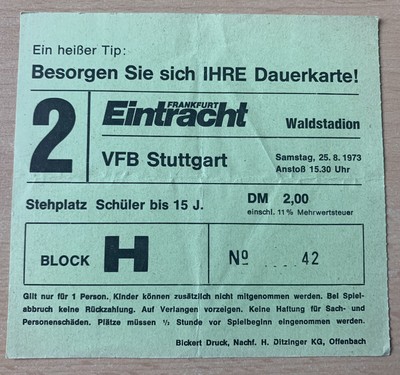 Ein heißer Tip:
Besorgen Sie sich IHRE Dauerkarte!
2
FRANKFURT
Eintracht
Waldstadion
VFB Stuttgart
Samstag, 25. 8. 1973
Anstoß 15.30 Uhr
Stehplatz Schüler bis 15 J.
DM 2,00
einschl. 11% Mehrwertsteuer
BLOCK H
Nº .... 42
Gilt nur für 1 Person. Kinder können zusätzlich nicht mitgenommen werden. Bei Spiel-
abbruch keine Rückzahlung. Auf Verlangen vorzeigen. Keine Haftung für Sach- und
Personenschäden. Plätze müssen ½ Stunde vor Spielbeginn eingenommen werden.
Bickert Druck, Nachf. H. Ditzinger KG, Offenbach